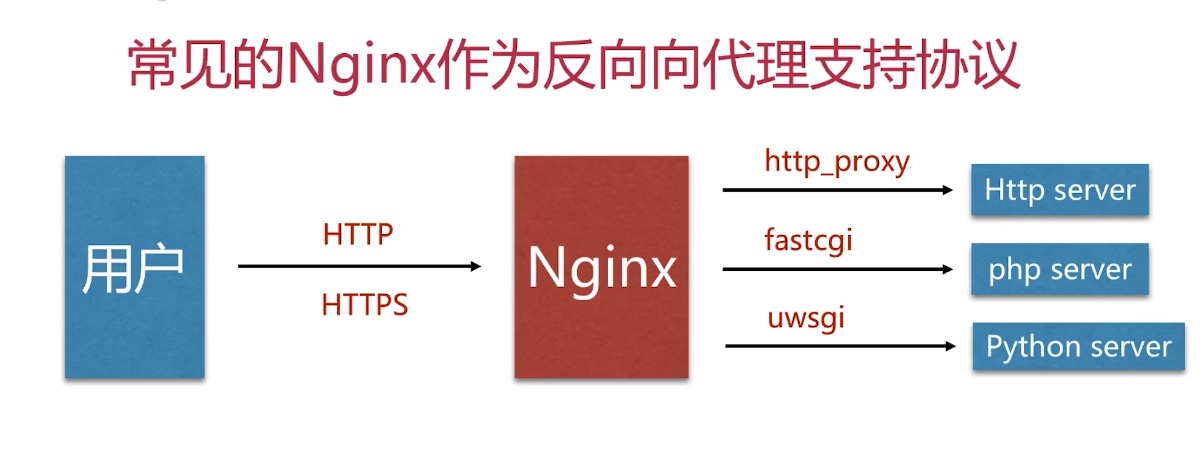 常见的Nginx作为反向向代理支持协议
用户
HTTP
HTTPS
Nginx
http_proxy
Http server
fastcgi
php server
uwsgi
Python server